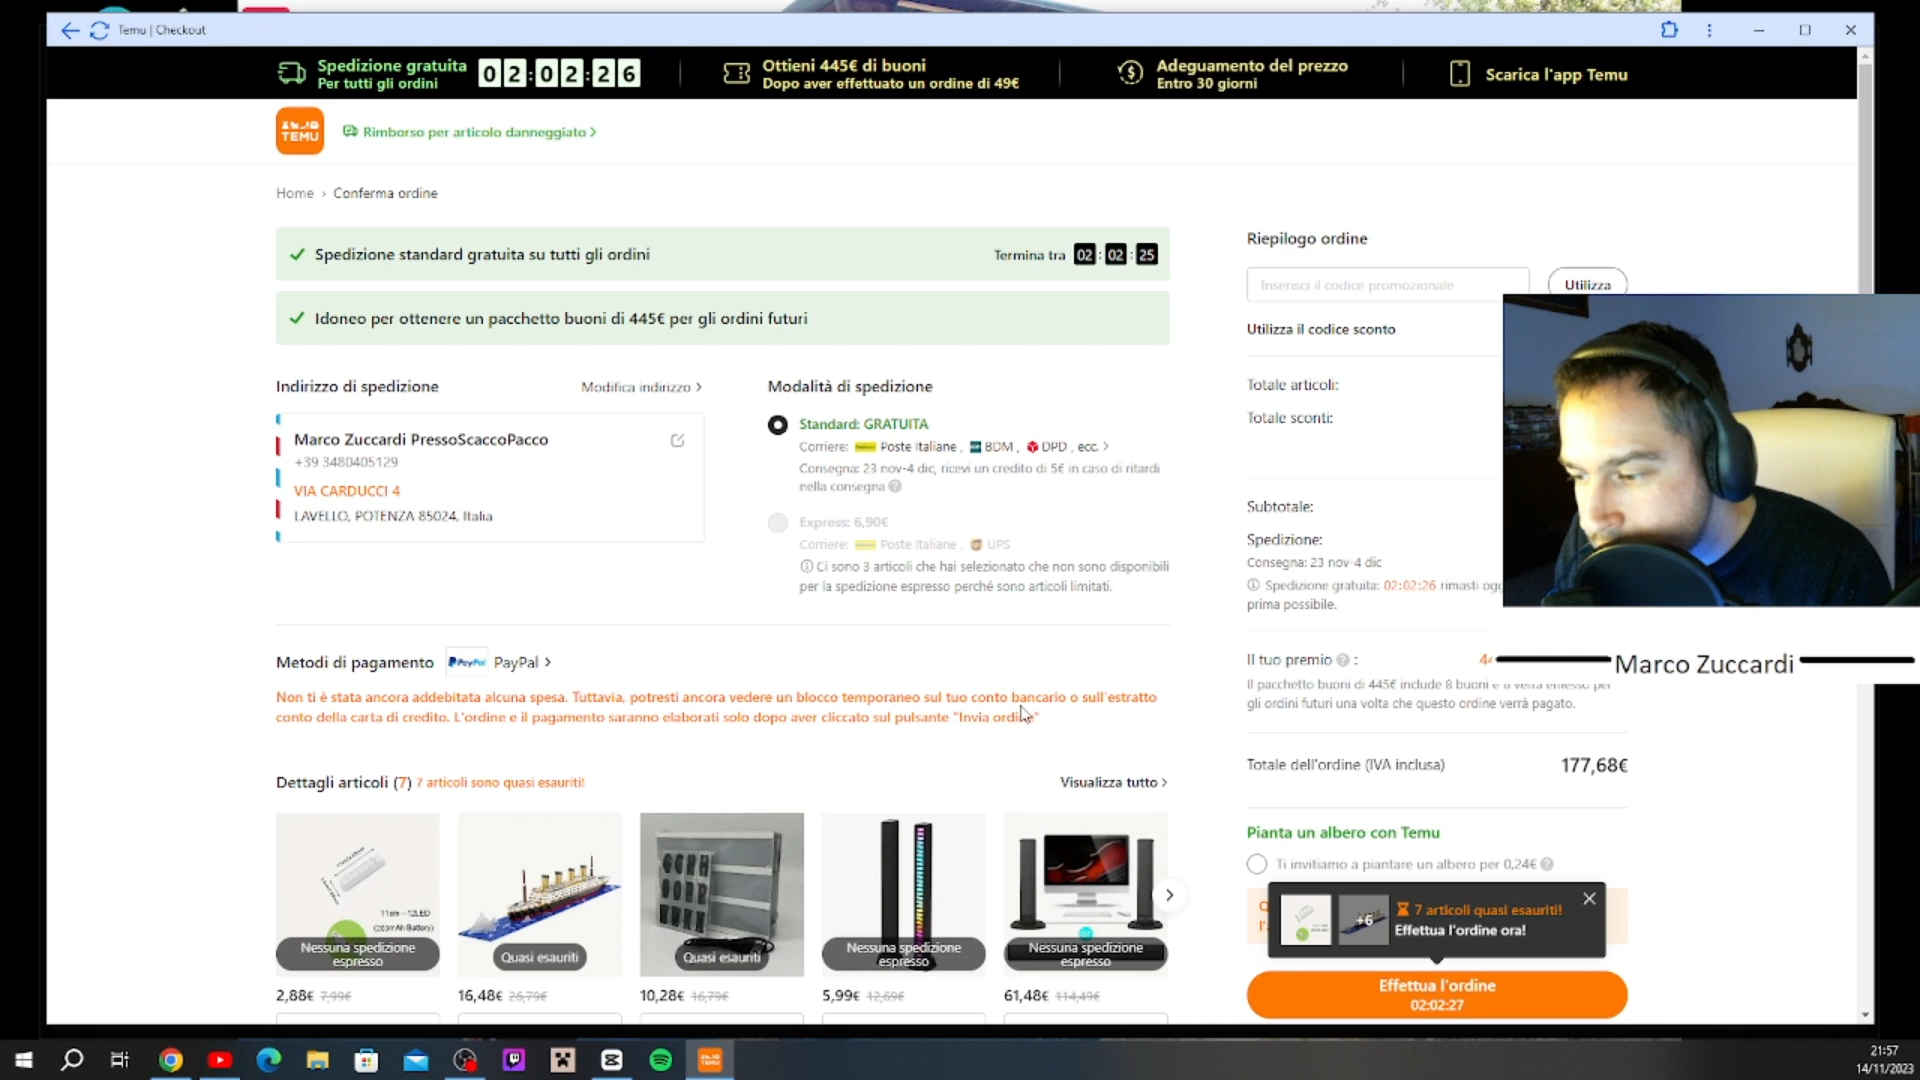 Temu | Checkout
Spedizione gratuita
Per tutti gli ordini
02:02:26
Ottieni 445€ di buoni
Dopo aver effettuato un ordine di 49€
Adeguamento del prezzo
Entro 30 giorni
Scarica l'app Temu
TEMU
Rimborso per articolo danneggiato >
Home > Conferma ordine
Spedizione standard gratuita su tutti gli ordini
Termina tra 02 : 02 : 25
Idoneo per ottenere un pacchetto buoni di 445€ per gli ordini futuri
Indirizzo di spedizione
Modifica indirizzo >
Marco Zuccardi PressoScaccoPacco
+39 3480405129
VIA CARDUCCI 4
LAVELLO, POTENZA 85024, Italia
Modalità di spedizione
Standard: GRATUITA
Corriere: Poste Italiane , BDM , DPD , ecc. >
Consegna: 23 nov-4 dic, ricevi un credito di 5€ in caso di ritardi
nella consegna
Express: 6,90€
Corriere: Poste Italiane , UPS
Ci sono 3 articoli che hai selezionato che non sono disponibili
per la spedizione espresso perché sono articoli limitati.
Metodi di pagamento PayPal PayPal >
Non ti è stata ancora addebitata alcuna spesa. Tuttavia, potresti ancora vedere un blocco temporaneo sul tuo conto bancario o sull'estratto
conto della carta di credito. L'ordine e il pagamento saranno elaborati solo dopo aver cliccato sul pulsante "Invia ordine"
Dettagli articoli (7) 7 articoli sono quasi esauriti!
Visualizza tutto >
11cm--12LED
Nessuna spedizione
espresso
Quasi esauriti
Quasi esauriti
Nessuna spedizione
espresso
Nessuna spedizione
espresso
2,88€ 7,99€
16,48€ 26,79€
10,28€ 16,79€
5,99€ 12,69€
61,48€ 114,49€
Riepilogo ordine
Inserisci il codice promozionale
Utilizza
Utilizza il codice sconto
Totale articoli:
Totale sconti:
Subtotale:
Spedizione:
Consegna: 23 nov-4 dic
Spedizione gratuita: 02:02:26 rimasti
prima possibile.
Il tuo premio :
Marco Zuccardi
Il pacchetto buoni di 445€ include 8 buoni e
gli ordini futuri una volta che questo ordine verrà pagato.
Totale dell'ordine (IVA inclusa)
177,68€
Pianta un albero con Temu
Ti invitiamo a piantare un albero per 0,24€
+6
7 articoli quasi esauriti!
Effettua l'ordine ora!
Effettua l'ordine
02:02:27
TEMU
21:57
14/11/2023